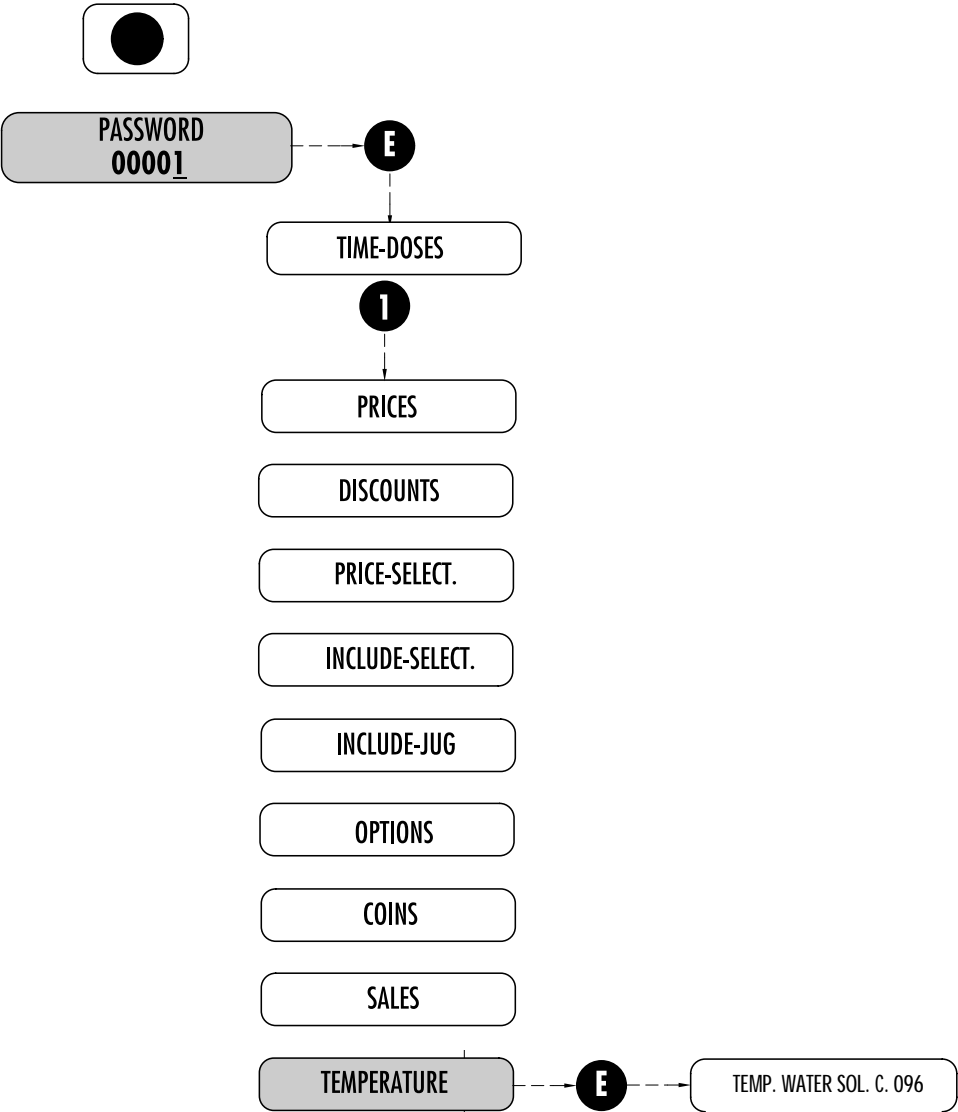 PASSWORD
00001
E
TIME-DOSES
1
PRICES
DISCOUNTS
PRICE-SELECT.
INCLUDE-SELECT.
INCLUDE-JUG
OPTIONS
COINS
SALES
TEMPERATURE
E
TEMP. WATER SOL. C. 096